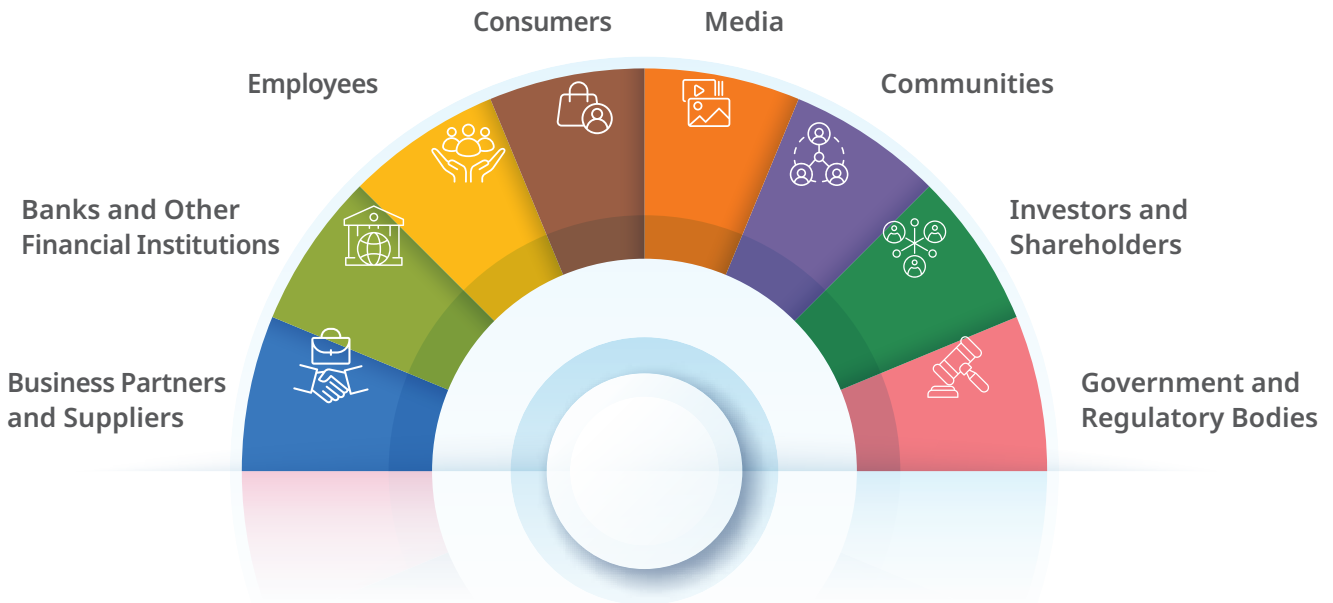 Consumers
Media
Employees
Communities
Banks and Other
Financial Institutions
Investors and
Shareholders
Business Partners
and Suppliers
Government and
Regulatory Bodies